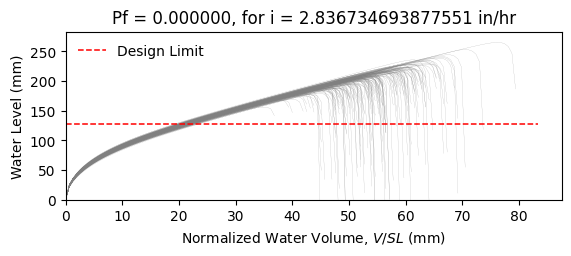 Pf = 0.000000, for i = 2.836734693877551 in/hr
Water Level (mm)
250
200
150
100
50
0
Design Limit
0 10 20 30 40 50 60 70 80
Normalized Water Volume, V/SL (mm)